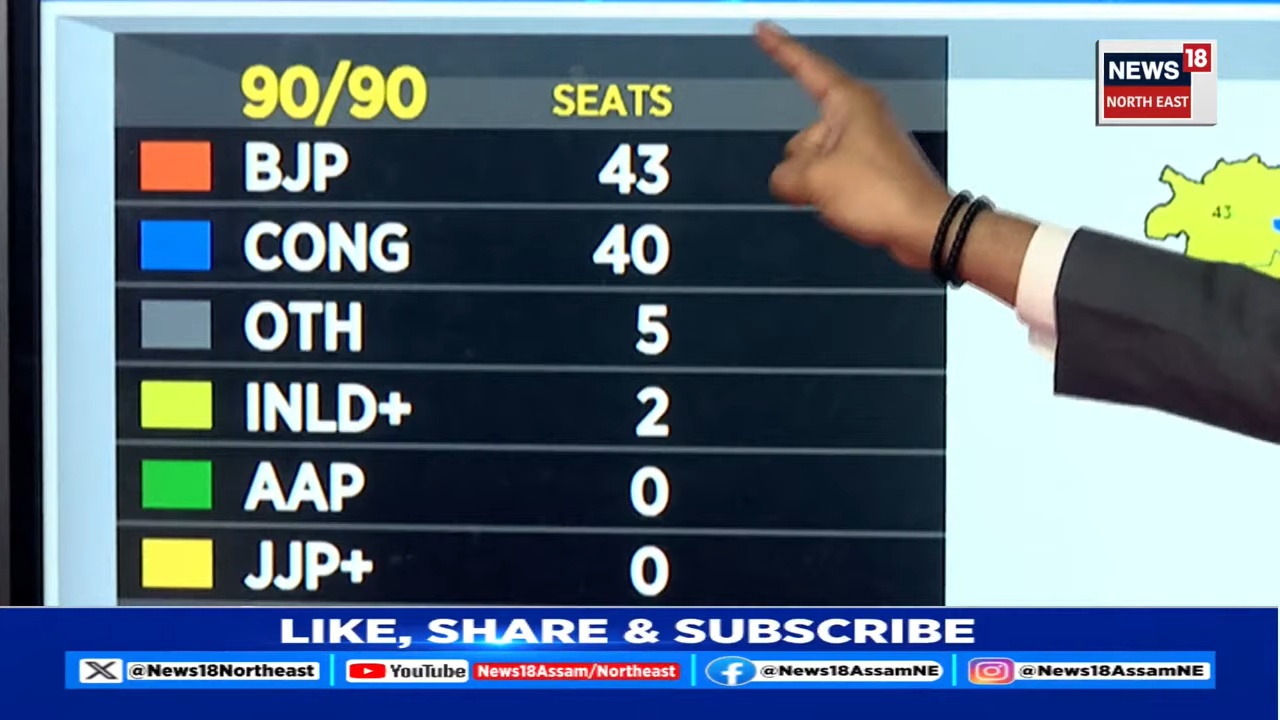 90/90 SEATS
BJP 43
CONG 40
OTH 5
INLD+ 2
AAP 0
JJP+ 0
NEWS 18
NORTH EAST
43
LIKE, SHARE & SUBSCRIBE
@News18Northeast YouTube News18Assam/Northeast @News18AssamNE @News18AssamNE